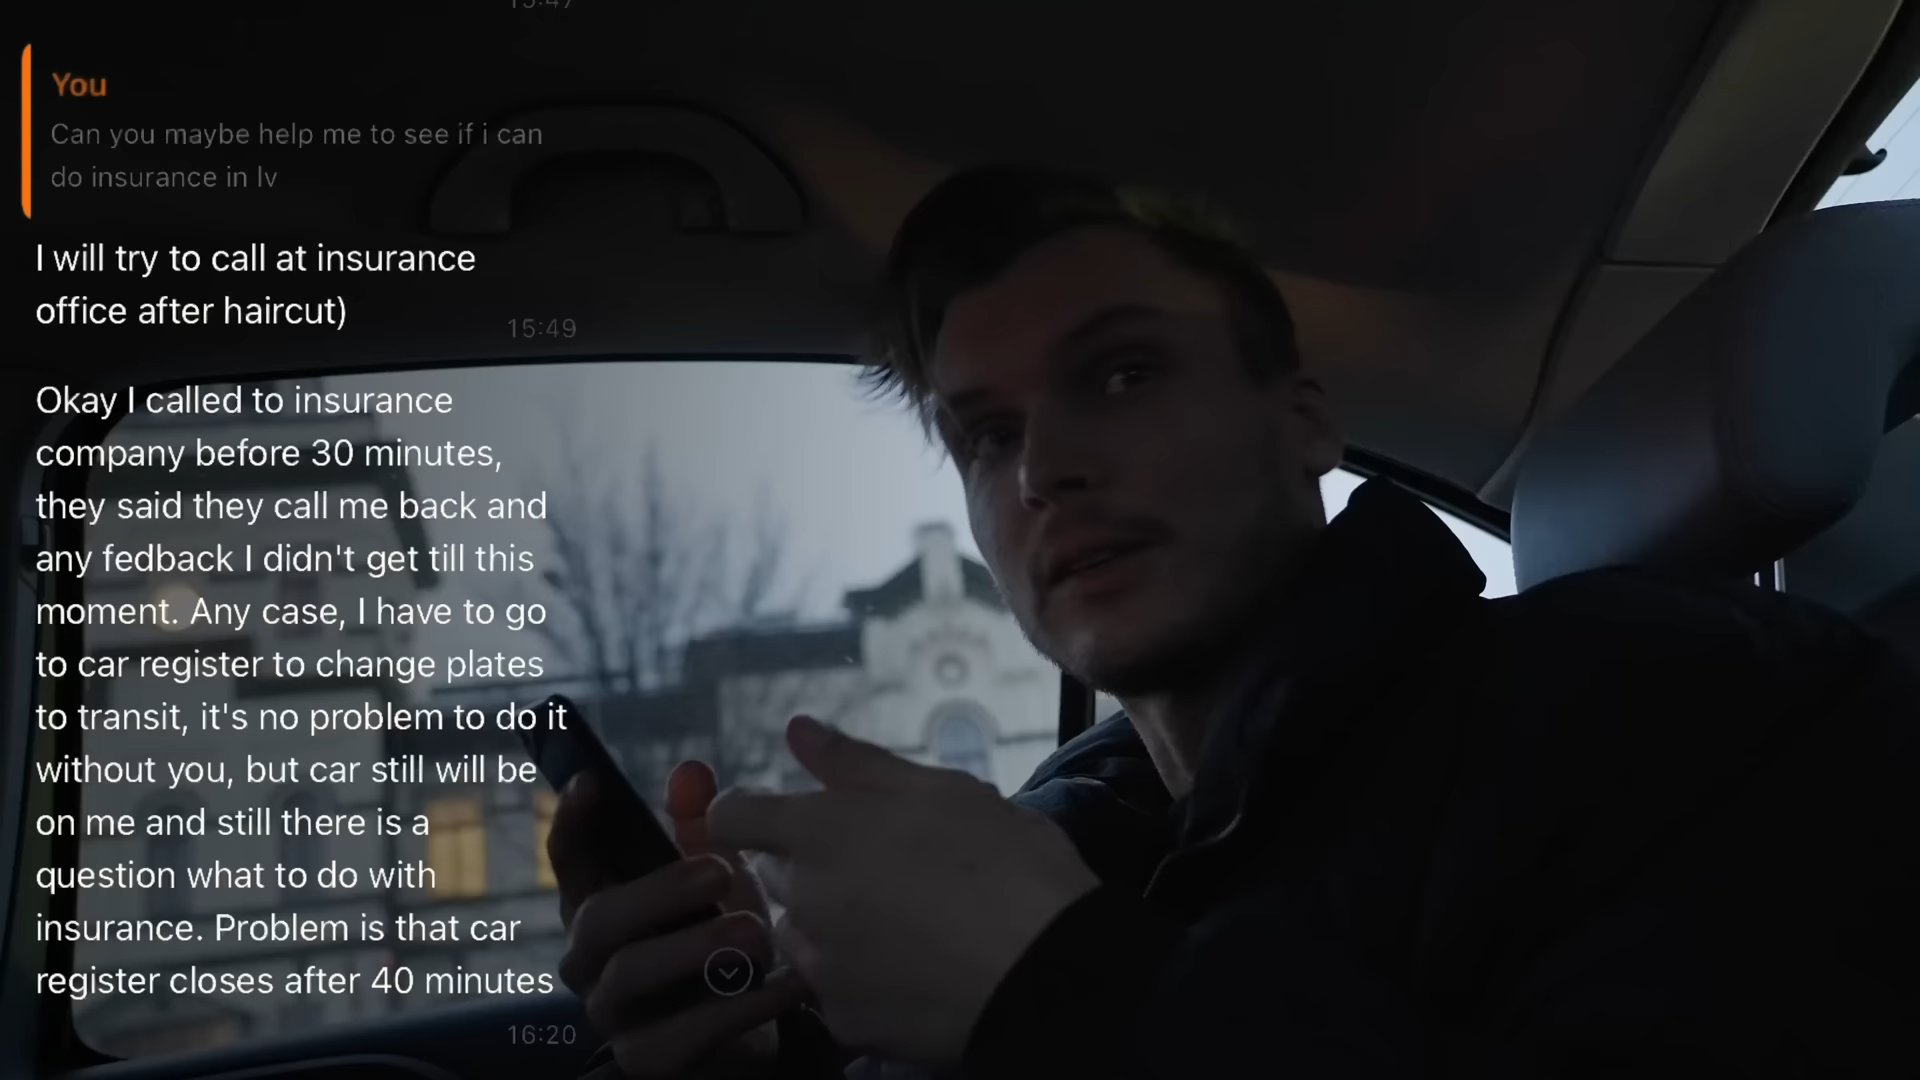 You
Can you maybe help me to see if i can
do insurance in lv
I will try to call at insurance
office after haircut)
15:49
Okay I called to insurance
company before 30 minutes,
they said they call me back and
any fedback I didn't get till this
moment. Any case, I have to go
to car register to change plates
to transit, it's no problem to do it
without you, but car still will be
on me and still there is a
question what to do with
insurance. Problem is that car
register closes after 40 minutes
16:20